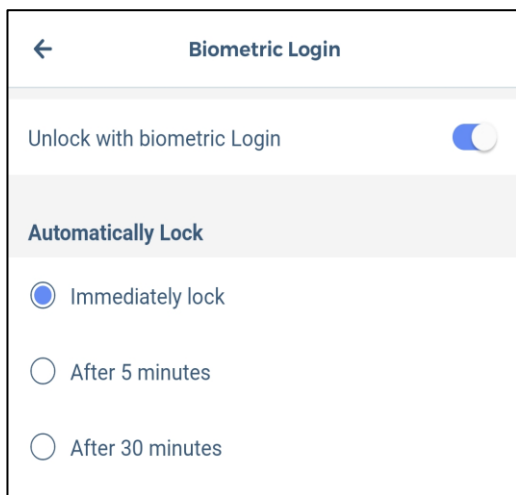 Biometric Login
Unlock with biometric Login
Automatically Lock
Immediately lock
After 5 minutes
After 30 minutes